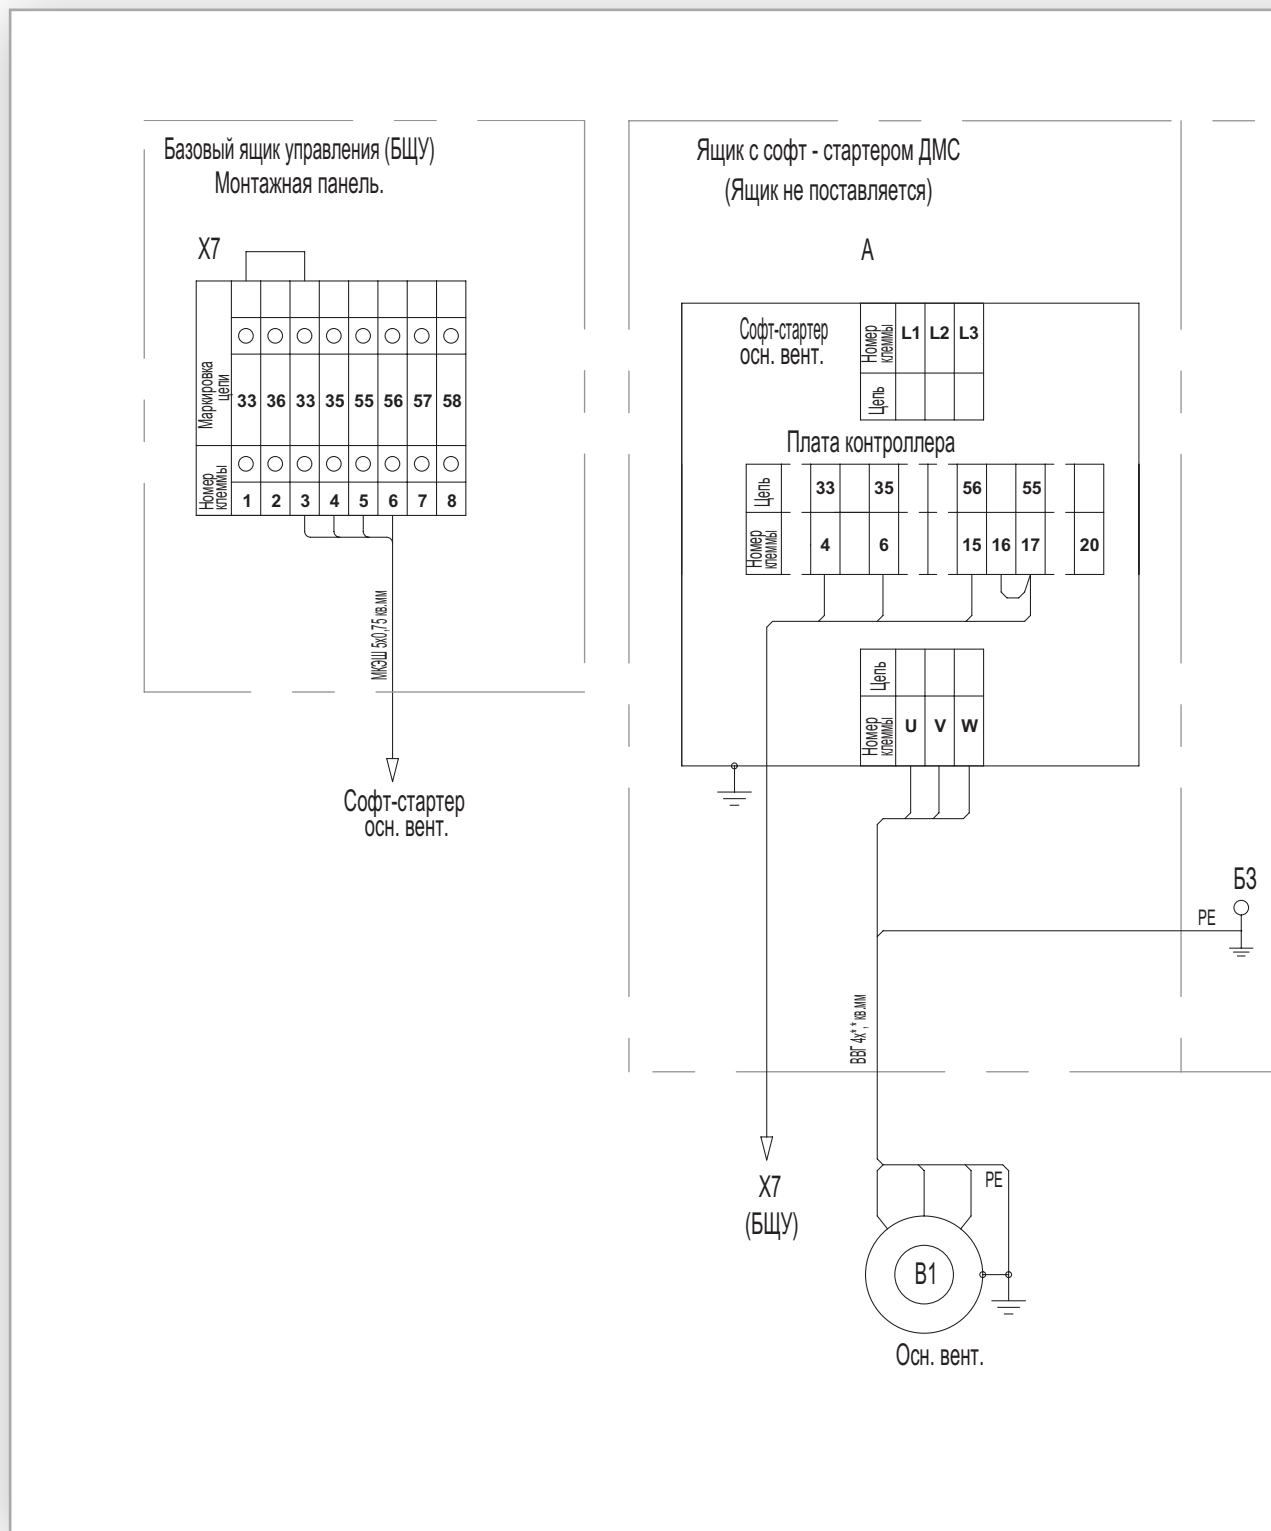 Базовый ящик управления (БЩУ)
Монтажная панель.
X7
Маркировка
цепи
33 36 33 35 55 56 57 58
Номер
клеммы
1 2 3 4 5 6 7 8
МКЭШ 5x0,75 кв.мм
Софт-стартер
осн. вент.
Ящик с софт - стартером ДМС
(Ящик не поставляется)
А
Софт-стартер
осн. вент.
Номер
клеммы
L1 L2 L3
Цепь
Плата контроллера
Цепь
33 35 56 55
Номер
клеммы
4 6 15 16 17 20
Цепь
Номер
клеммы
U V W
БЗ
PE
ВВГ 4x*,* кв.мм
X7
(БЩУ)
PE
В1
Осн. вент.